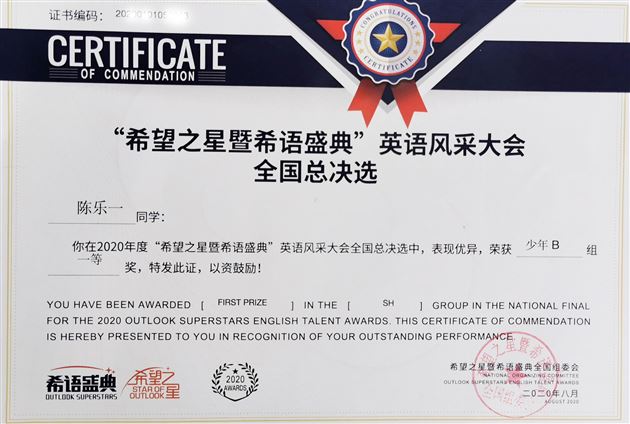 证书编码：
CERTIFICATE
OF COMMENDATION
CONGRATULATIONS
CERTIFICATE
“希望之星暨希语盛典”英语风采大会
全国总决选
陈乐一同学：
你在2020年度“希望之星暨希语盛典”英语风采大会全国总决选中，表现优异，荣获 少年B 组
一等奖，特发此证，以资鼓励！
YOU HAVE BEEN AWARDED [ FIRST PRIZE ] IN THE [ SH ] GROUP IN THE NATIONAL FINAL
FOR THE 2020 OUTLOOK SUPERSTARS ENGLISH TALENT AWARDS. THIS CERTIFICATE OF COMMENDATION
IS HEREBY PRESENTED TO YOU IN RECOGNITION OF YOUR OUTSTANDING PERFORMANCE.
希语盛典
OUTLOOK SUPERSTARS
希望之星
STAR OF OUTLOOK
2020
AWARDS
希望之星暨希语盛典全国组委会
NATIONAL ORGANIZING COMMITTEE
OUTLOOK SUPERSTARS ENGLISH TALENT AWARDS
二〇二〇年八月
AUGUST 2020